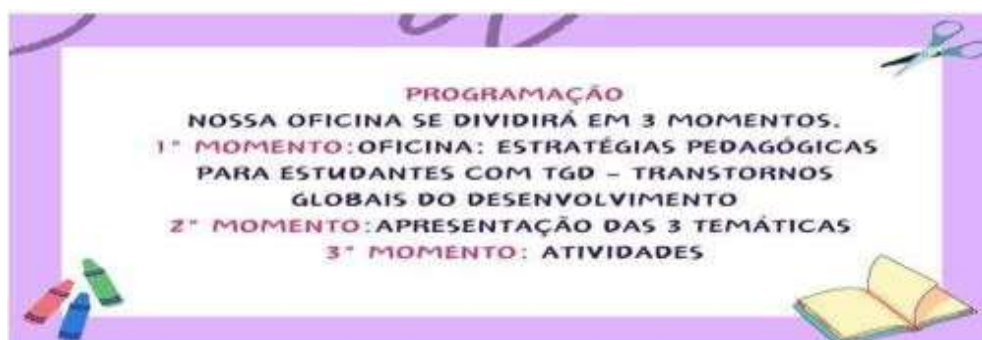 PROGRAMAÇÃO
NOSSA OFICINA SE DIVIDIRÁ EM 3 MOMENTOS.
1° MOMENTO: OFICINA: ESTRATÉGIAS PEDAGÓGICAS
PARA ESTUDANTES COM TGD – TRANSTORNOS
GLOBAIS DO DESENVOLVIMENTO
2° MOMENTO: APRESENTAÇÃO DAS 3 TEMÁTICAS
3° MOMENTO: ATIVIDADES